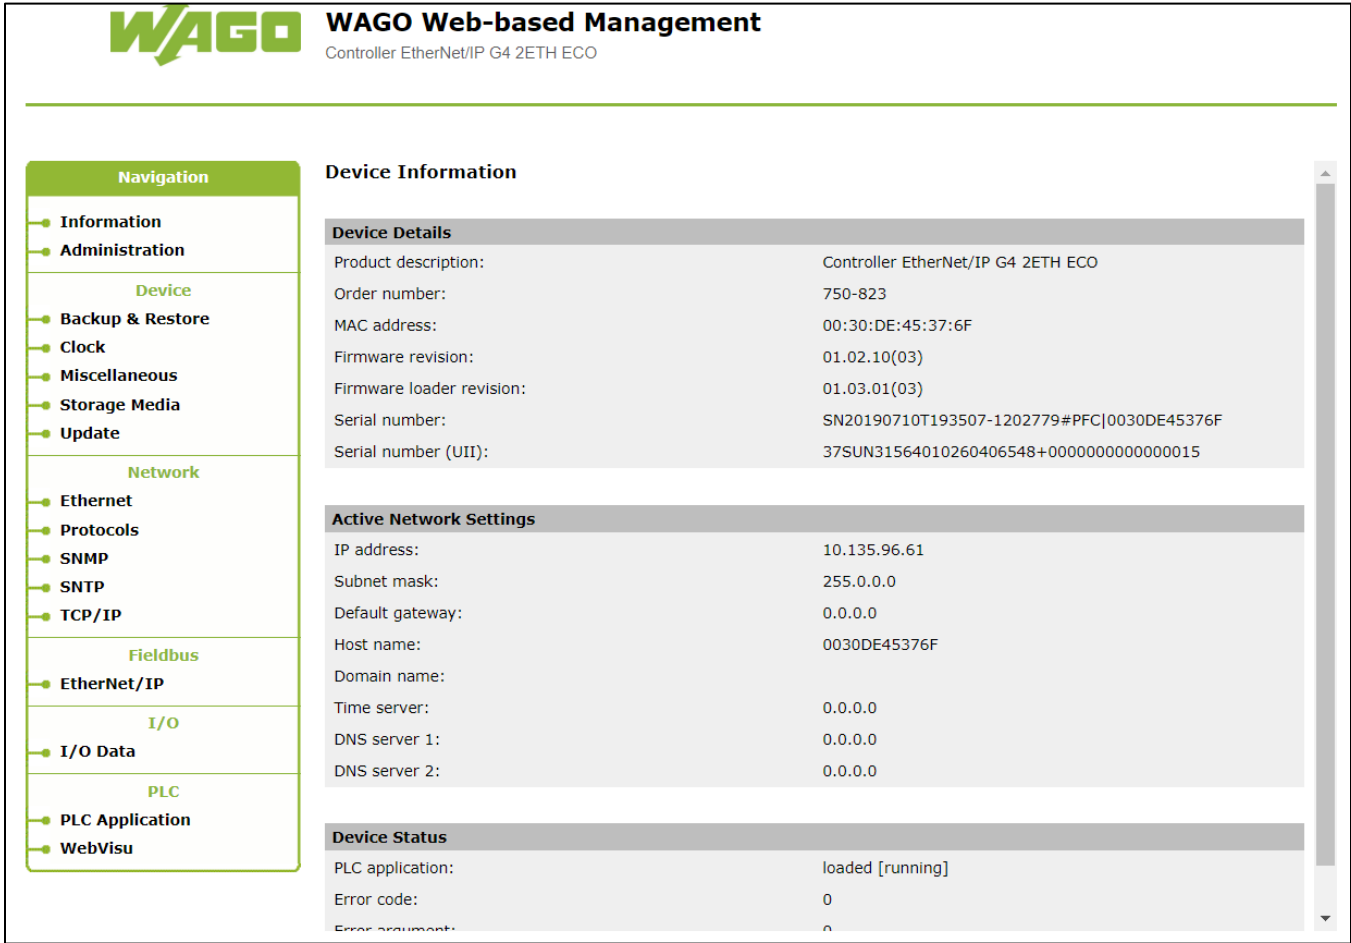 WAGO
WAGO Web-based Management
Controller EtherNet/IP G4 2ETH ECO
Navigation
Information
Administration
Device
Backup & Restore
Clock
Miscellaneous
Storage Media
Update
Network
Ethernet
Protocols
SNMP
SNTP
TCP/IP
Fieldbus
EtherNet/IP
I/O
I/O Data
PLC
PLC Application
WebVisu
Device Information
Device Details
Product description: Controller EtherNet/IP G4 2ETH ECO
Order number: 750-823
MAC address: 00:30:DE:45:37:6F
Firmware revision: 01.02.10(03)
Firmware loader revision: 01.03.01(03)
Serial number: SN20190710T193507-1202779#PFC|0030DE45376F
Serial number (UII): 37SUN31564010260406548+0000000000000015
Active Network Settings
IP address: 10.135.96.61
Subnet mask: 255.0.0.0
Default gateway: 0.0.0.0
Host name: 0030DE45376F
Domain name:
Time server: 0.0.0.0
DNS server 1: 0.0.0.0
DNS server 2: 0.0.0.0
Device Status
PLC application: loaded [running]
Error code: 0
Error argument: 0